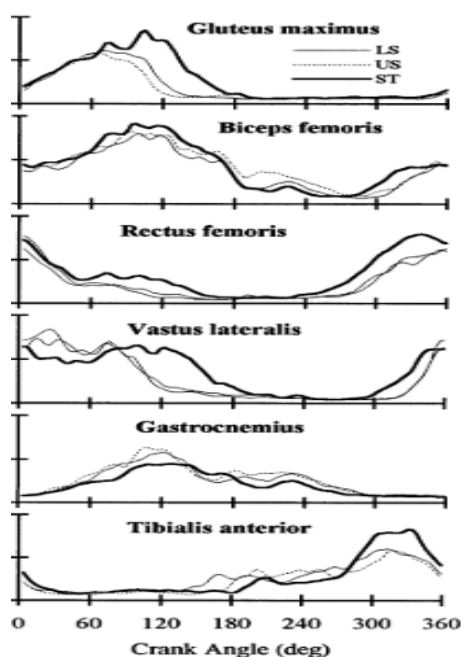 Gluteus maximus
LS
US
ST
Biceps femoris
Rectus femoris
Vastus lateralis
Gastrocnemius
Tibialis anterior
0 60 120 180 240 300 360
Crank Angle (deg)